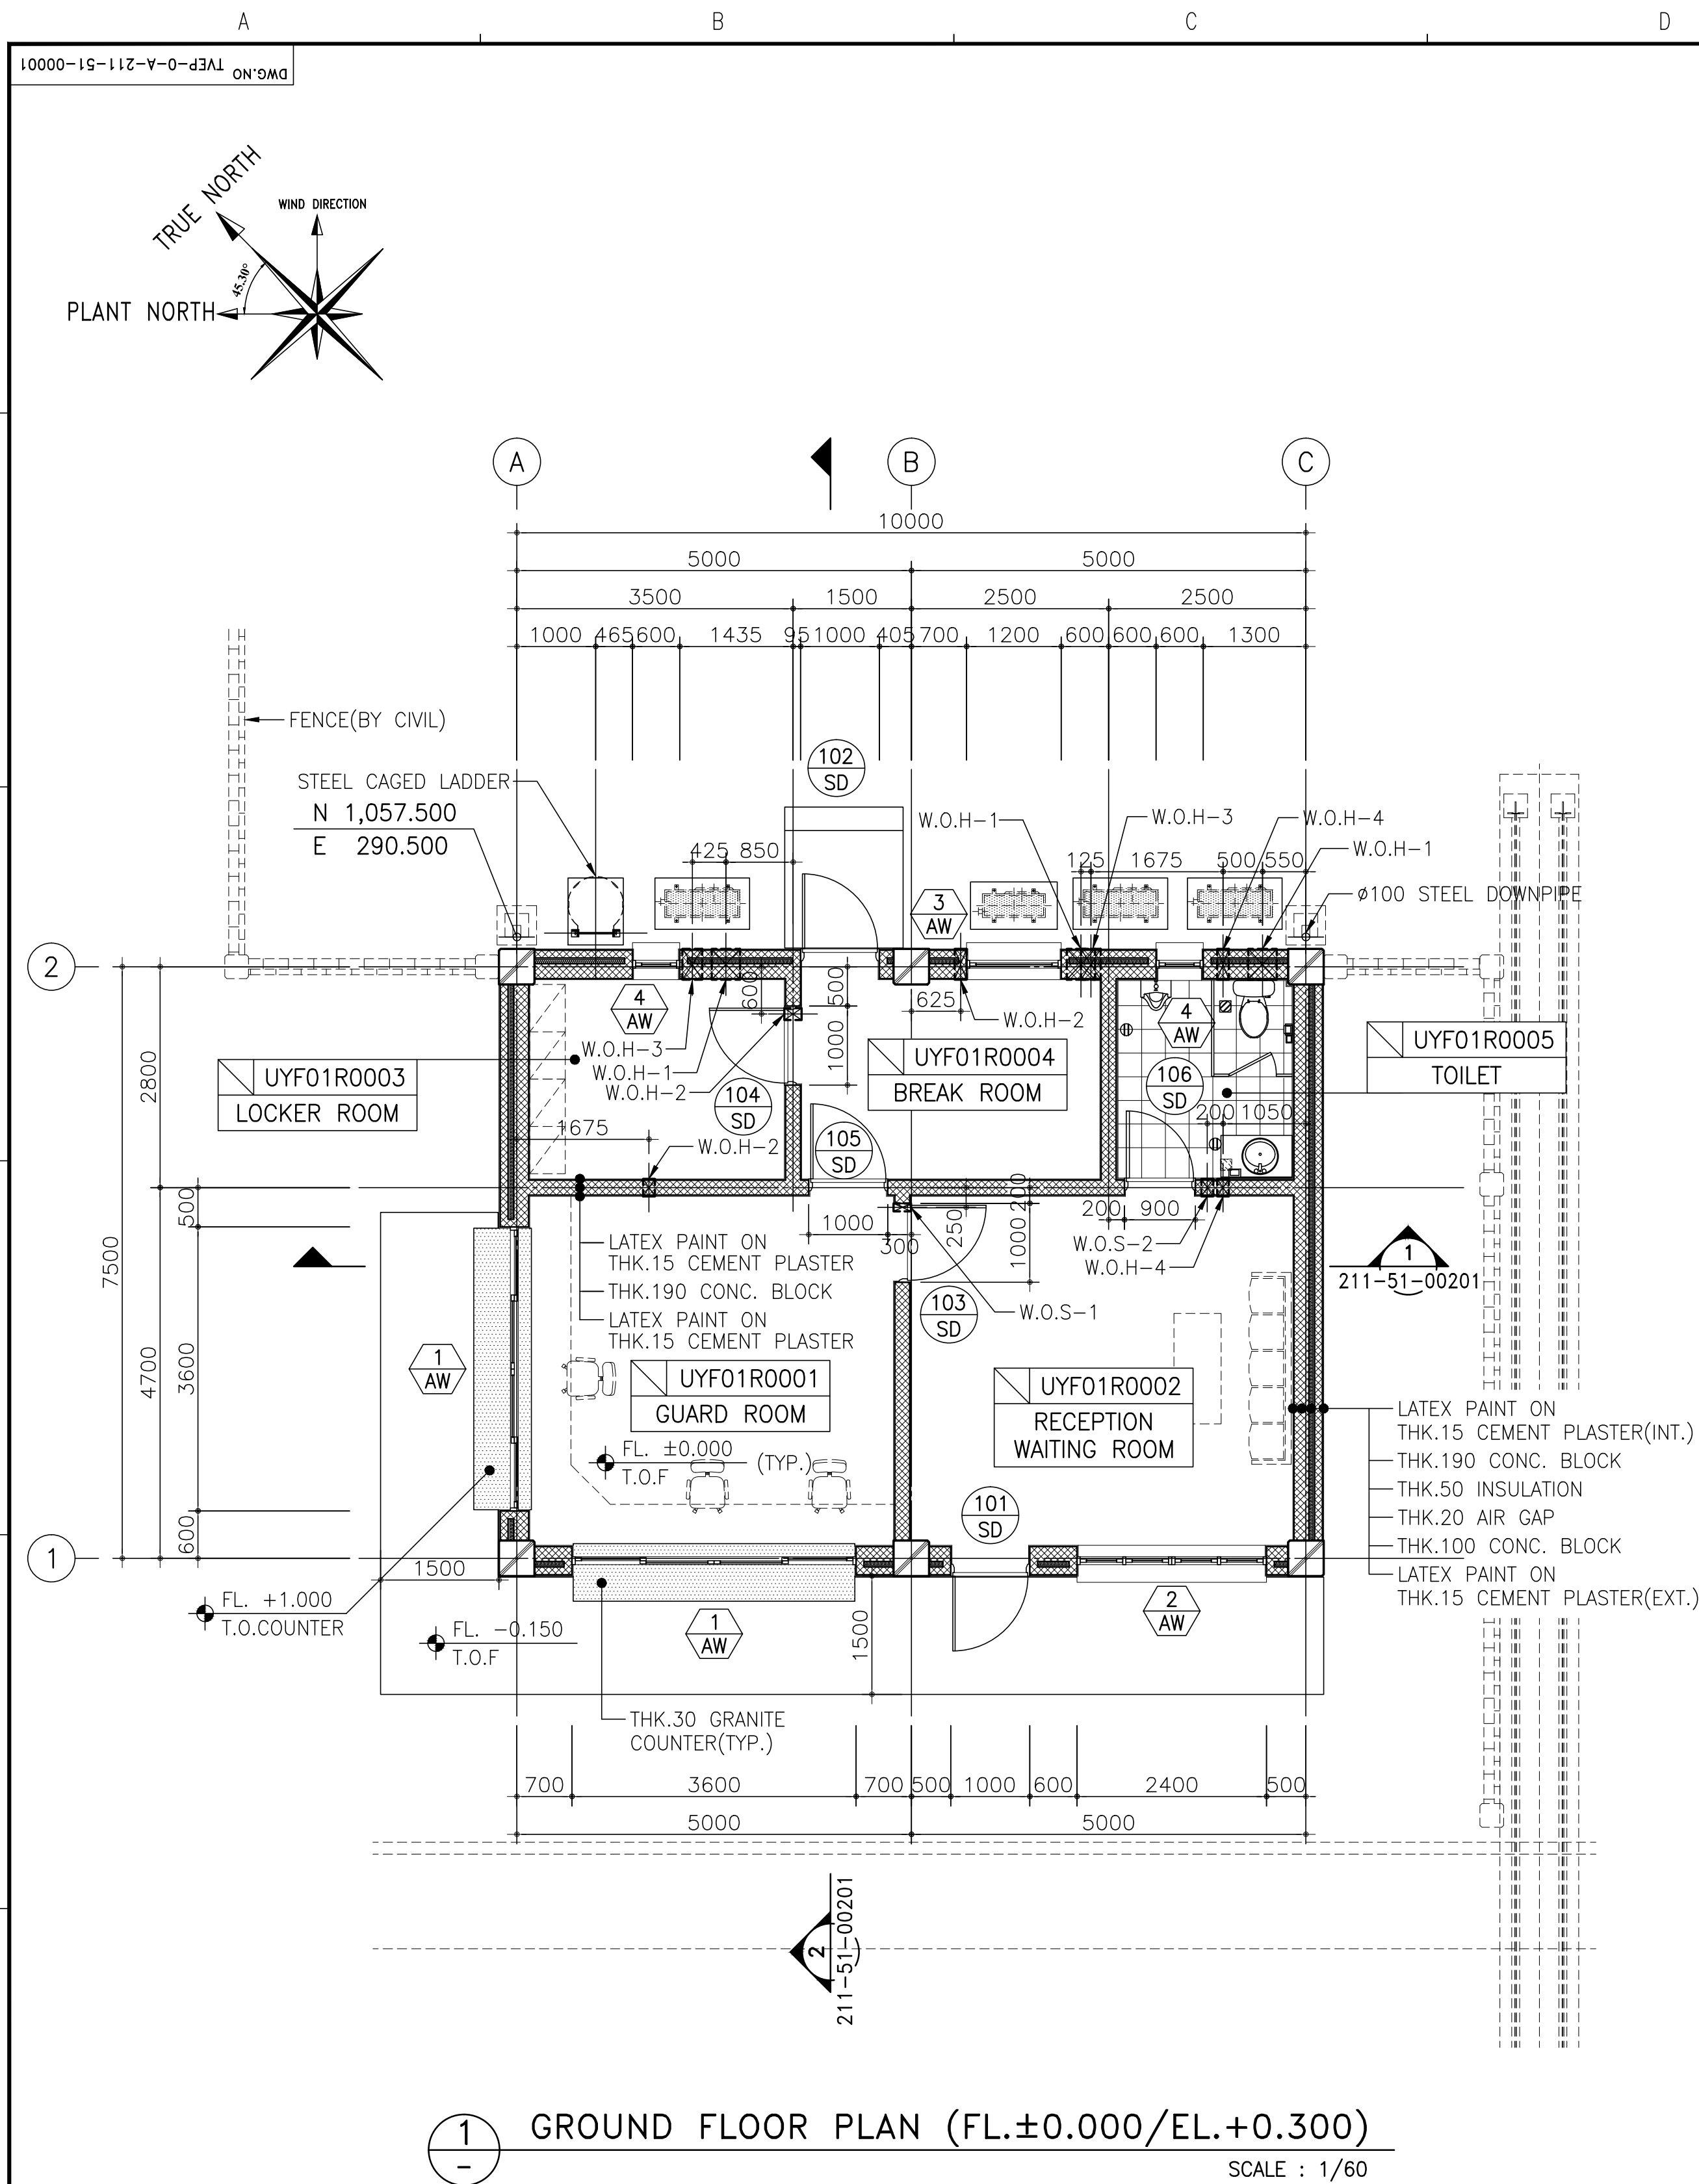 A
B
C
D
DWG.NO TVEP-0-A-211-51-00001
TRUE NORTH
WIND DIRECTION
45.30°
PLANT NORTH
A
B
C
10000
5000
5000
3500
1500
2500
2500
1000
465
600
1435
95
1000
405
700
1200
600
600
600
1300
FENCE(BY CIVIL)
102
SD
STEEL CAGED LADDER
N 1,057.500
E 290.500
W.O.H-1
W.O.H-3
W.O.H-4
W.O.H-1
425
850
125
1675
500
550
ø100 STEEL DOWNPIPE
3
AW
2
600
500
625
4
AW
4
AW
W.O.H-2
W.O.H-3
W.O.H-1
W.O.H-2
1000
UYF01R0003
LOCKER ROOM
UYF01R0004
BREAK ROOM
UYF01R0005
TOILET
106
SD
104
SD
105
SD
200
1050
2800
1675
W.O.H-2
500
1000
300
250
200
1000
200
900
W.O.S-2
W.O.H-4
LATEX PAINT ON
THK.15 CEMENT PLASTER
THK.190 CONC. BLOCK
LATEX PAINT ON
THK.15 CEMENT PLASTER
1
211-51-00201
7500
4700
3600
103
SD
W.O.S-1
1
AW
UYF01R0001
GUARD ROOM
UYF01R0002
RECEPTION
WAITING ROOM
FL. ±0.000
T.O.F
(TYP.)
LATEX PAINT ON
THK.15 CEMENT PLASTER(INT.)
THK.190 CONC. BLOCK
THK.50 INSULATION
THK.20 AIR GAP
THK.100 CONC. BLOCK
LATEX PAINT ON
THK.15 CEMENT PLASTER(EXT.)
101
SD
600
1
1500
FL. +1.000
T.O.COUNTER
FL. -0.150
T.O.F
1
AW
1500
2
AW
THK.30 GRANITE
COUNTER(TYP.)
700
3600
700
500
1000
600
2400
500
5000
5000
2
211-51-00201
1
-
GROUND FLOOR PLAN (FL.±0.000/EL.+0.300)
SCALE : 1/60